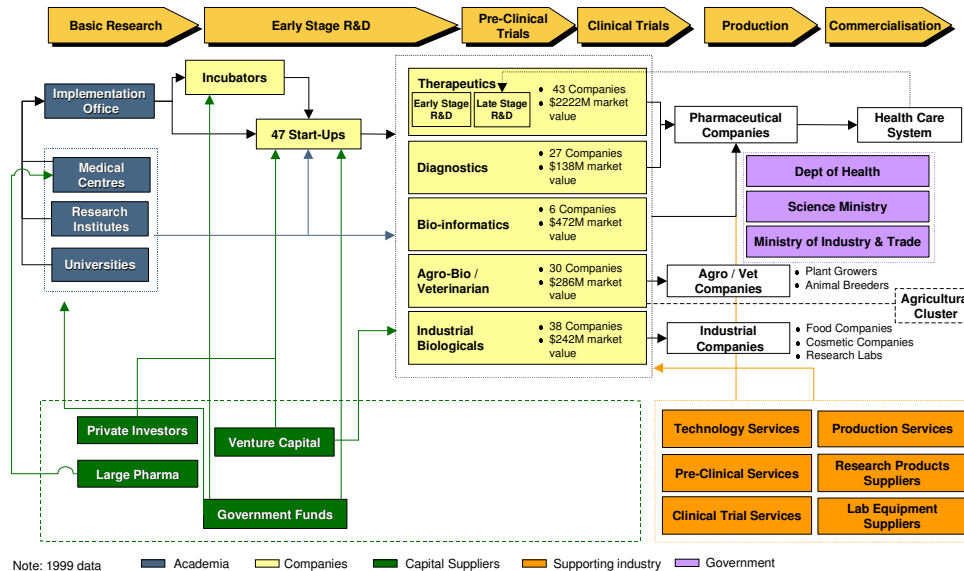 Basic Research
Early Stage R&D
Pre-Clinical
Trials
Clinical Trials
Production
Commercialisation
Incubators
Implementation
Office
47 Start-Ups
Medical
Centres
Research
Institutes
Universities
Therapeutics
Early Stage
R&D
Late Stage
R&D
• 43 Companies
• $2222M market
value
Diagnostics
• 27 Companies
• $138M market
value
Bio-informatics
• 6 Companies
• $472M market
value
Agro-Bio /
Veterinarian
• 30 Companies
• $286M market
value
Industrial
Biologicals
• 38 Companies
• $242M market
value
Pharmaceutical
Companies
Health Care
System
Dept of Health
Science Ministry
Ministry of Industry & Trade
Agro / Vet
Companies
• Plant Growers
• Animal Breeders
Agricultura
Cluster
Industrial
Companies
• Food Companies
• Cosmetic Companies
• Research Labs
Private Investors
Venture Capital
Large Pharma
Government Funds
Technology Services
Production Services
Pre-Clinical Services
Research Products
Suppliers
Clinical Trial Services
Lab Equipment
Suppliers
Note: 1999 data
Academia
Companies
Capital Suppliers
Supporting industry
Government